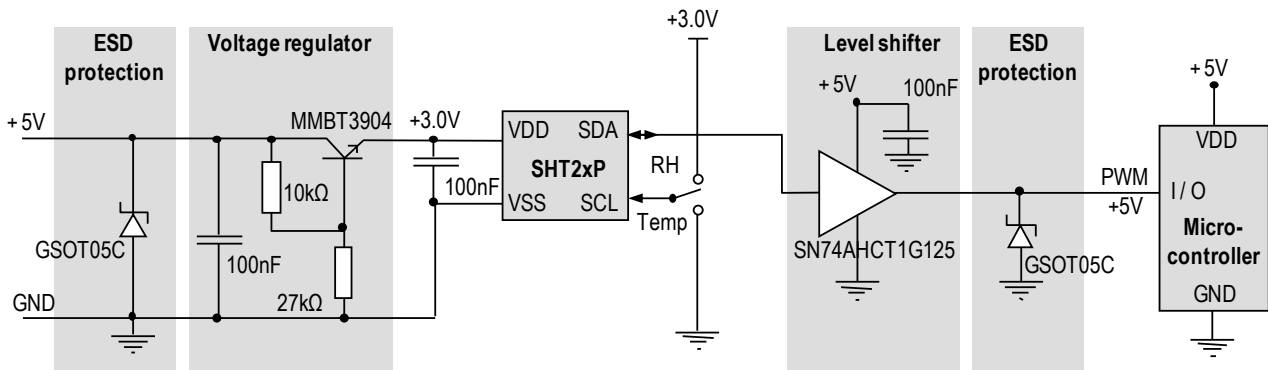 ESD
protection
Voltage regulator
+3.0V
Level shifter
ESD
protection
+5V
100nF
+5V
+5V
MMBT3904
+3.0V
VDD
SDA
VDD
SHT2xP
RH
10kΩ
100nF
VSS
SCL
Temp
PWM
+5V
I / O
Micro-
controller
GSOT05C
100nF
SN74AHCT1G125
GSOT05C
GND
27kΩ
GND